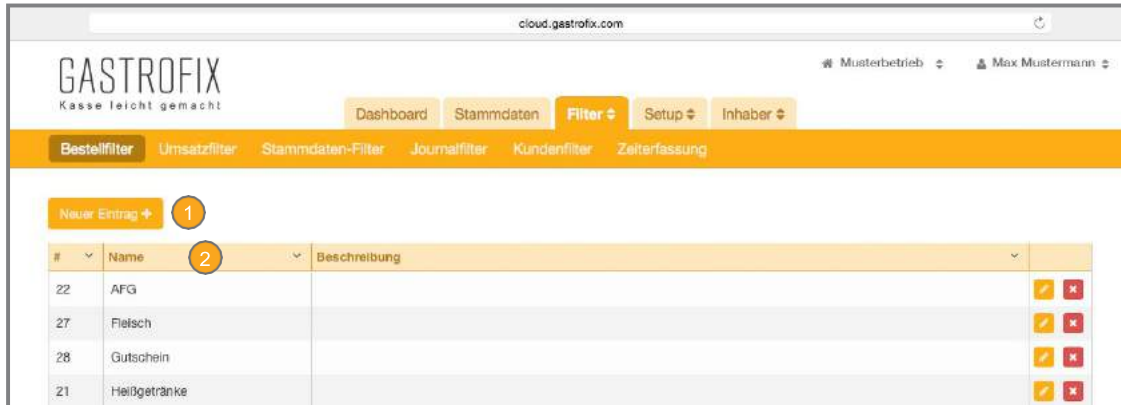 cloud.gastrofix.com
GASTROFIX
Kasse leicht gemacht
Musterbetrieb Max Mustermann
Dashboard Stammdaten Filter Setup Inhaber
Bestellfilter Umsatzfilter Stammdaten-Filter Journalfilter Kundenfilter Zeiterfassung
Neuer Eintrag + 1
# Name 2 Beschreibung
22 AFG
27 Fleisch
28 Gutschein
21 Heißgetränke